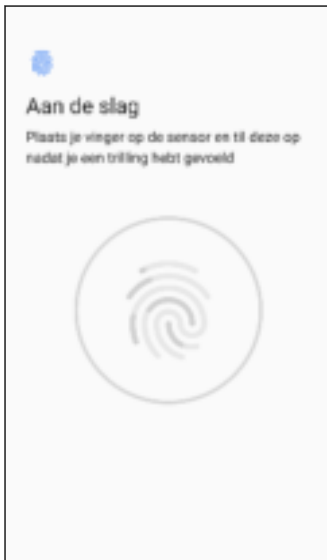 Aan de slag
Plaats je vinger op de sensor en til deze op
nadat je een trilling hebt gevoeld